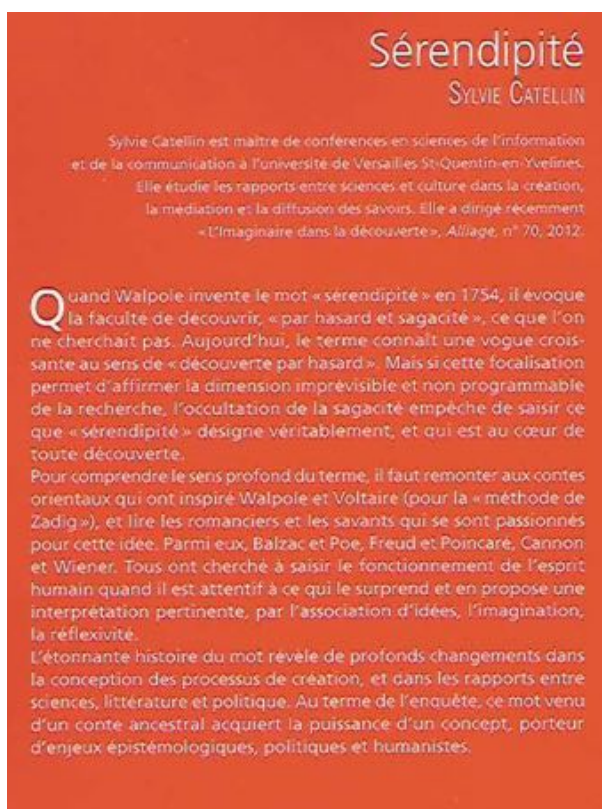 Sérendipité
SYLVIE CATELLIN
Sylvie Catellin est maître de conférences en sciences de l'information
et de la communication à l'université de Versailles St-Quentin-en-Yvelines.
Elle étudie les rapports entre sciences et culture dans la création,
la médiation et la diffusion des savoirs. Elle a dirigé récemment
« L'Imaginaire dans la découverte », Alliage, n° 70, 2012.
Quand Walpole invente le mot « sérendipité » en 1754, il évoque
la faculté de découvrir, « par hasard et sagacité », ce que l'on
ne cherchait pas. Aujourd'hui, le terme connaît une vogue crois-
sante au sens de « découverte par hasard ». Mais si cette focalisation
permet d'affirmer la dimension imprévisible et non programmable
de la recherche, l'occultation de la sagacité empêche de saisir ce
que « sérendipité » désigne véritablement, et qui est au cœur de
toute découverte.
Pour comprendre le sens profond du terme, il faut remonter aux contes
orientaux qui ont inspiré Walpole et Voltaire (pour la « méthode de
Zadig »), et lire les romanciers et les savants qui se sont passionnés
pour cette idée. Parmi eux, Balzac et Poe, Freud et Poincaré, Cannon
et Wiener. Tous ont cherché à saisir le fonctionnement de l'esprit
humain quand il est attentif à ce qui le surprend et en propose une
interprétation pertinente, par l'association d'idées, l'imagination,
la réflexivité.
L'étonnante histoire du mot révèle de profonds changements dans
la conception des processus de création, et dans les rapports entre
sciences, littérature et politique. Au terme de l'enquête, ce mot venu
d'un conte ancestral acquiert la puissance d'un concept, porteur
d'enjeux épistémologiques, politiques et humanistes.